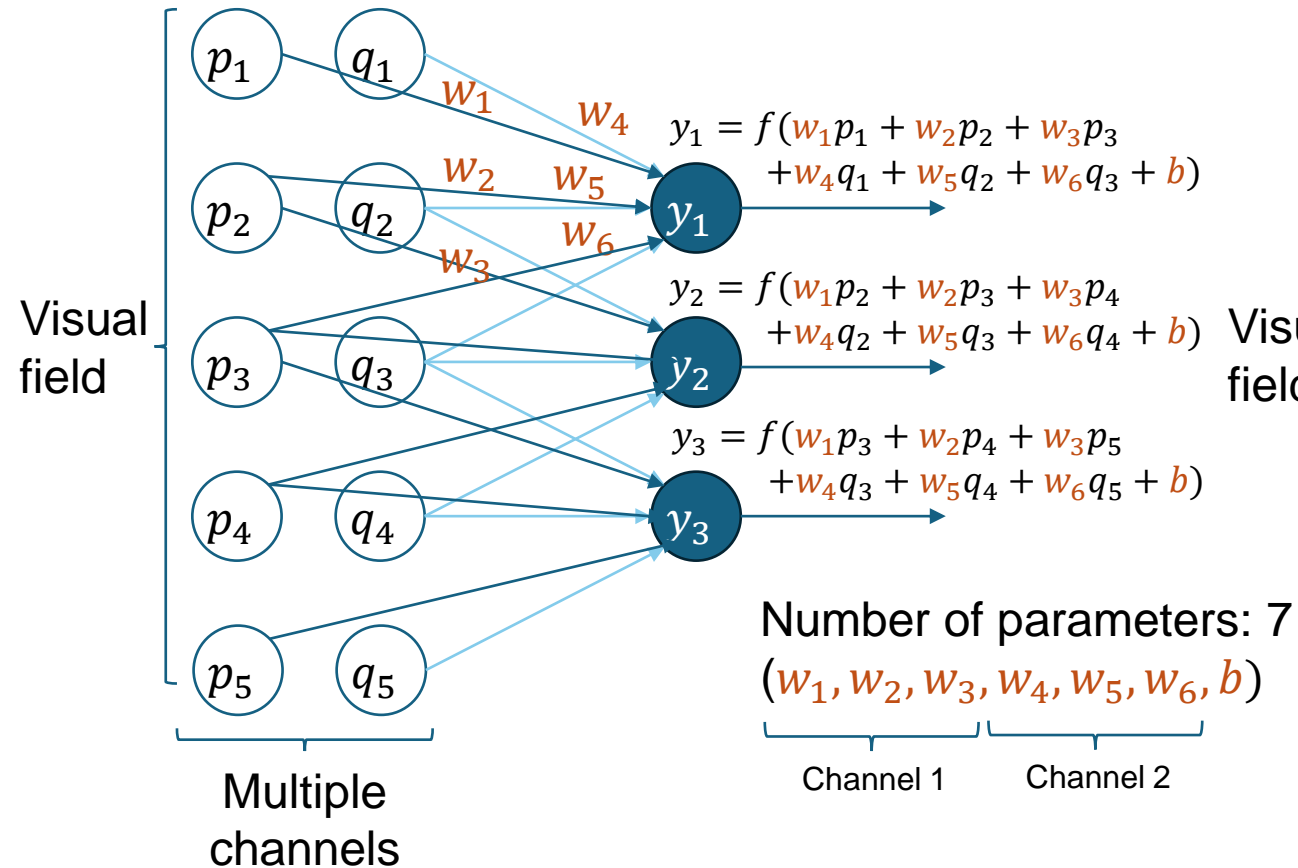 p₁ q₁
w₁
w₄
y₁ = f(w₁p₁ + w₂p₂ + w₃p₃
+w₄q₁ + w₅q₂ + w₆q₃ + b)
w₂ w₅
p₂ q₂ y₁
w₆
w₃
y₂ = f(w₁p₂ + w₂p₃ + w₃p₄
+w₄q₂ + w₅q₃ + w₆q₄ + b)
Visual
field
p₃ q₃ y₂
Visu
field
y₃ = f(w₁p₃ + w₂p₄ + w₃p₅
+w₄q₃ + w₅q₄ + w₆q₅ + b)
p₄ q₄ y₃
p₅ q₅
Number of parameters: 7
(w₁, w₂, w₃, w₄, w₅, w₆, b)
Channel 1 Channel 2
Multiple
channels